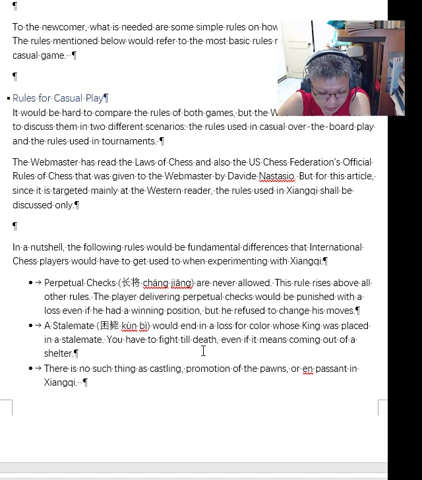 To the newcomer, what is needed are some simple rules on how
The rules mentioned below would refer to the most basic rules
casual game.
Rules for Casual Play
It would be hard to compare the rules of both games, but the
to discuss them in two different scenarios: the rules used in casual over-the-board play
and the rules used in tournaments.
The Webmaster has read the Laws of Chess and also the US Chess Federation's Official
Rules of Chess that was given to the Webmaster by Davide Nastasio. But for this article,
since it is targeted mainly at the Western reader, the rules used in Xiangqi shall be
discussed only.
In a nutshell, the following rules would be fundamental differences that International
Chess players would have to get used to when experimenting with Xiangqi.
Perpetual Checks (长将 cháng jiāng) are never allowed. This rule rises above all
other rules. The player delivering perpetual checks would be punished with a
loss even if he had a winning position, but he refused to change his moves.
A Stalemate (困毙 kùn bì) would end in a loss for color whose King was placed
in a stalemate. You have to fight till death, even if it means coming out of a
shelter.
There is no such thing as castling, promotion of the pawns, or en passant in
Xiangqi.